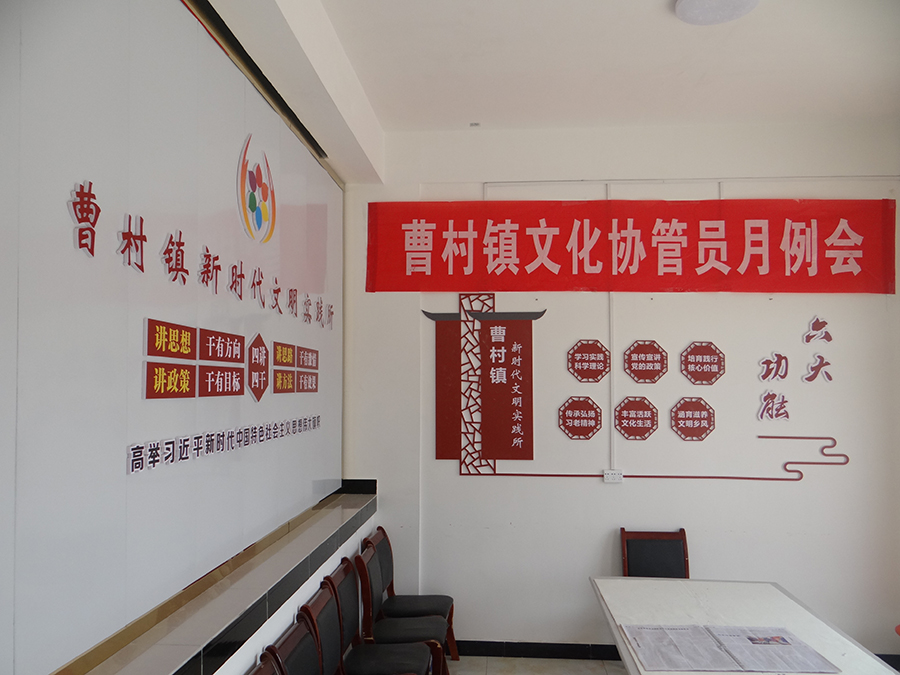 曹村镇新时代文明实践所
讲思想 干有方向
讲政策 干有目标
四讲
四干
讲思路 干有激情
讲方法 干有效果
高举习近平新时代中国特色社会主义思想伟大旗帜
曹村镇文化协管员月例会
曹村镇
新时代文明实践所
学习实践
科学理论
宣传宣讲
党的政策
培育践行
核心价值
传承弘扬
习老精神
丰富活跃
文化生活
涵育滋养
文明乡风
六大
功能